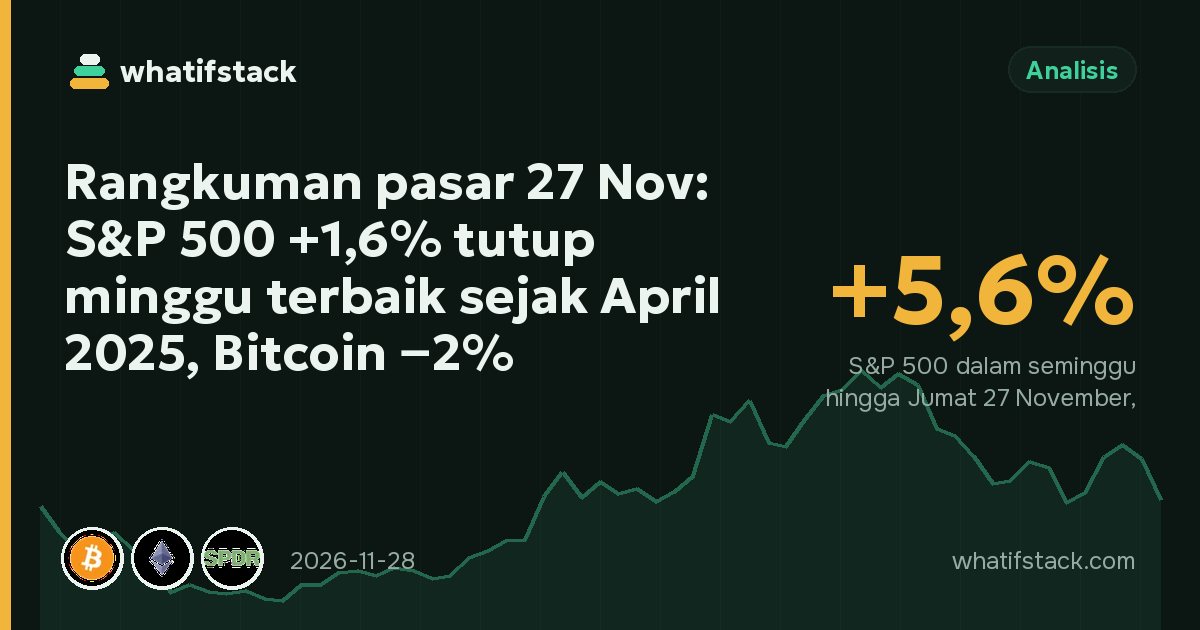 whatifstack
Analisis
Rangkuman pasar 27 Nov:
S&P 500 +1,6% tutup
minggu terbaik sejak April
2025, Bitcoin −2%
+5,6%
S&P 500 dalam seminggu
hingga Jumat 27 November,
SPDR
2026-11-28
whatifstack.com